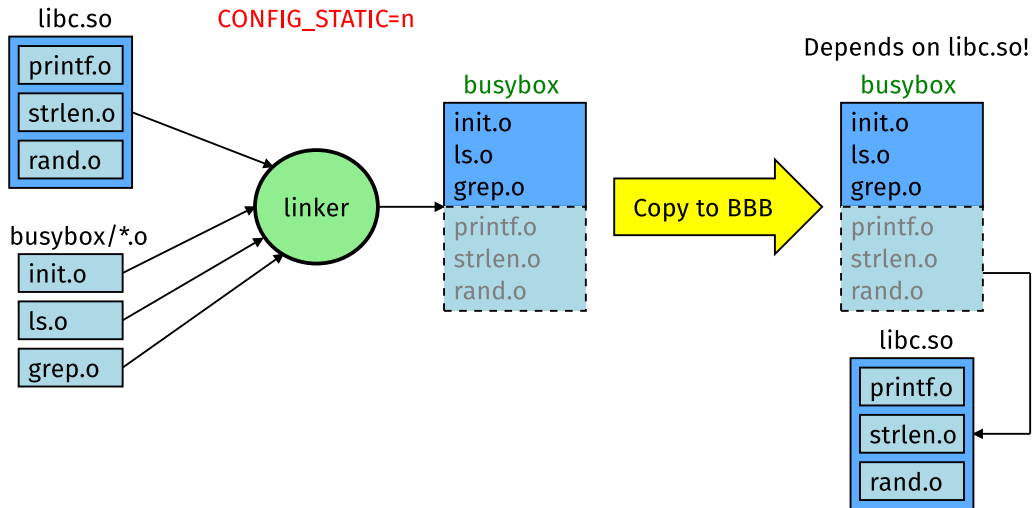 libc.so
printf.o
strlen.o
rand.o
CONFIG_STATIC=n
busybox/*.o
init.o
ls.o
grep.o
linker
busybox
init.o
ls.o
grep.o
printf.o
strlen.o
rand.o
Copy to BBB
Depends on libc.so!
busybox
init.o
ls.o
grep.o
printf.o
strlen.o
rand.o
libc.so
printf.o
strlen.o
rand.o